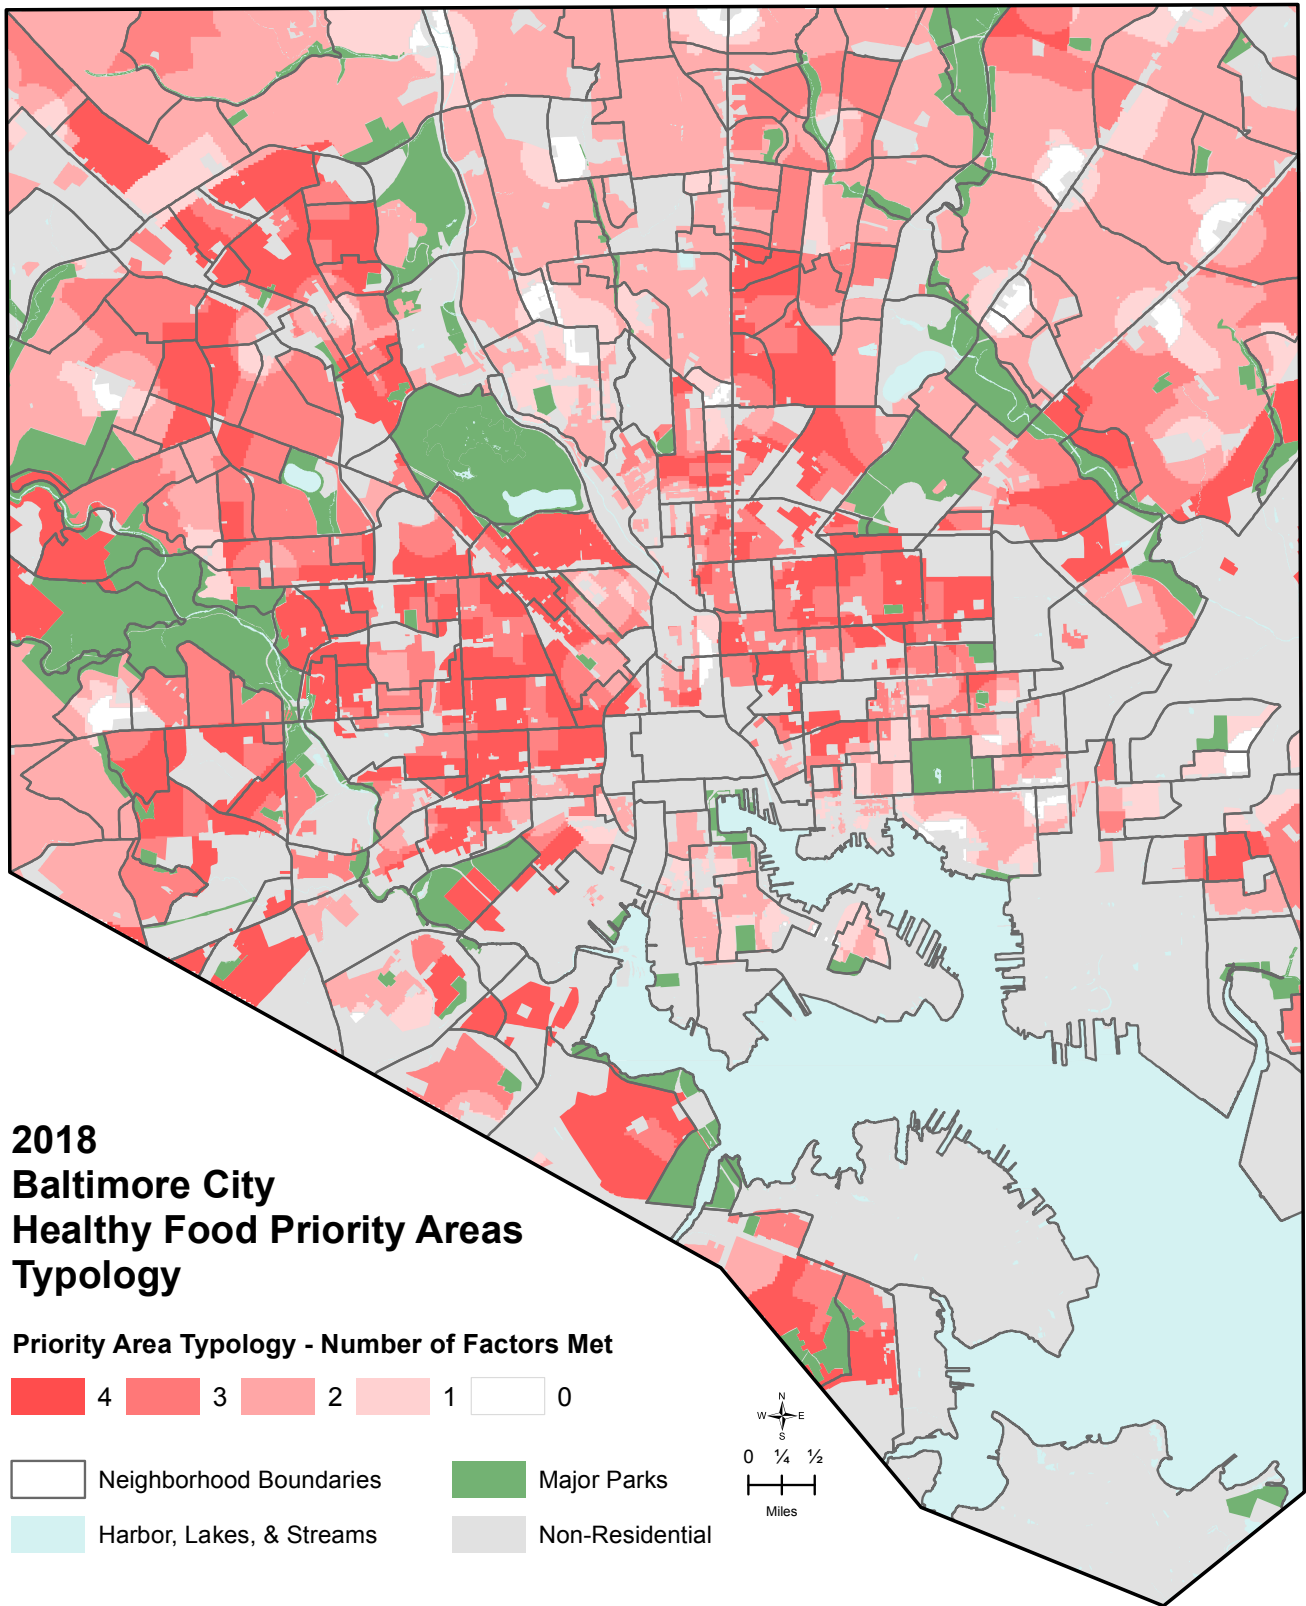 2018
Baltimore City
Healthy Food Priority Areas
Typology
Priority Area Typology - Number of Factors Met
4 3 2 1 0
Neighborhood Boundaries
Major Parks
Harbor, Lakes, & Streams
Non-Residential
N
W E
S
0 ¼ ½
Miles